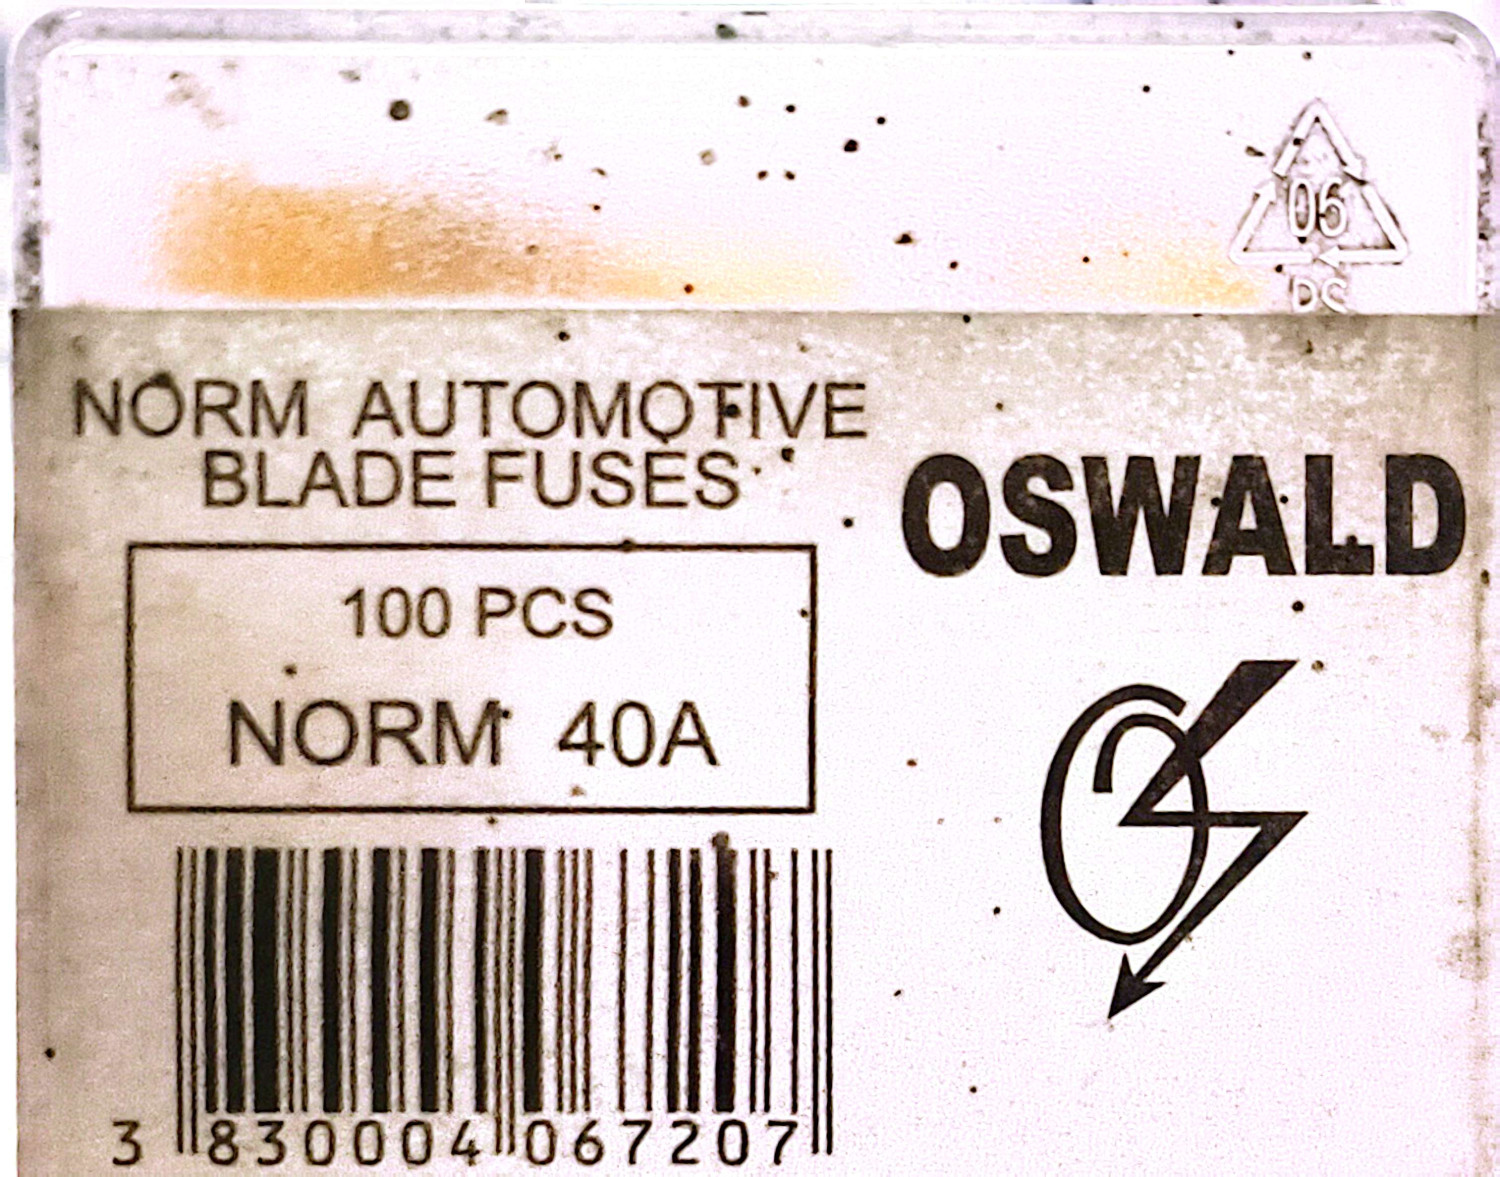 06
PS
NORM AUTOMOTIVE
BLADE FUSES
OSWALD
100 PCS
NORM 40A
3 830004 067207